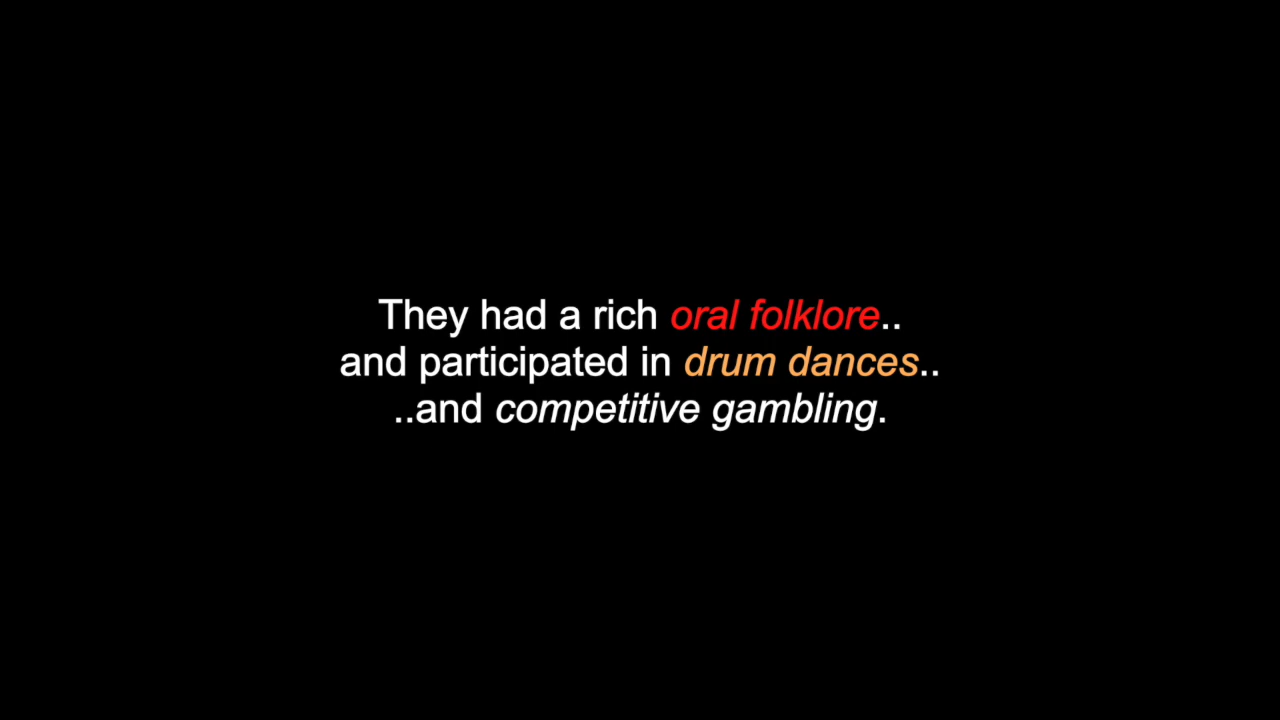 They had a rich oral folklore..
and participated in drum dances..
..and competitive gambling.